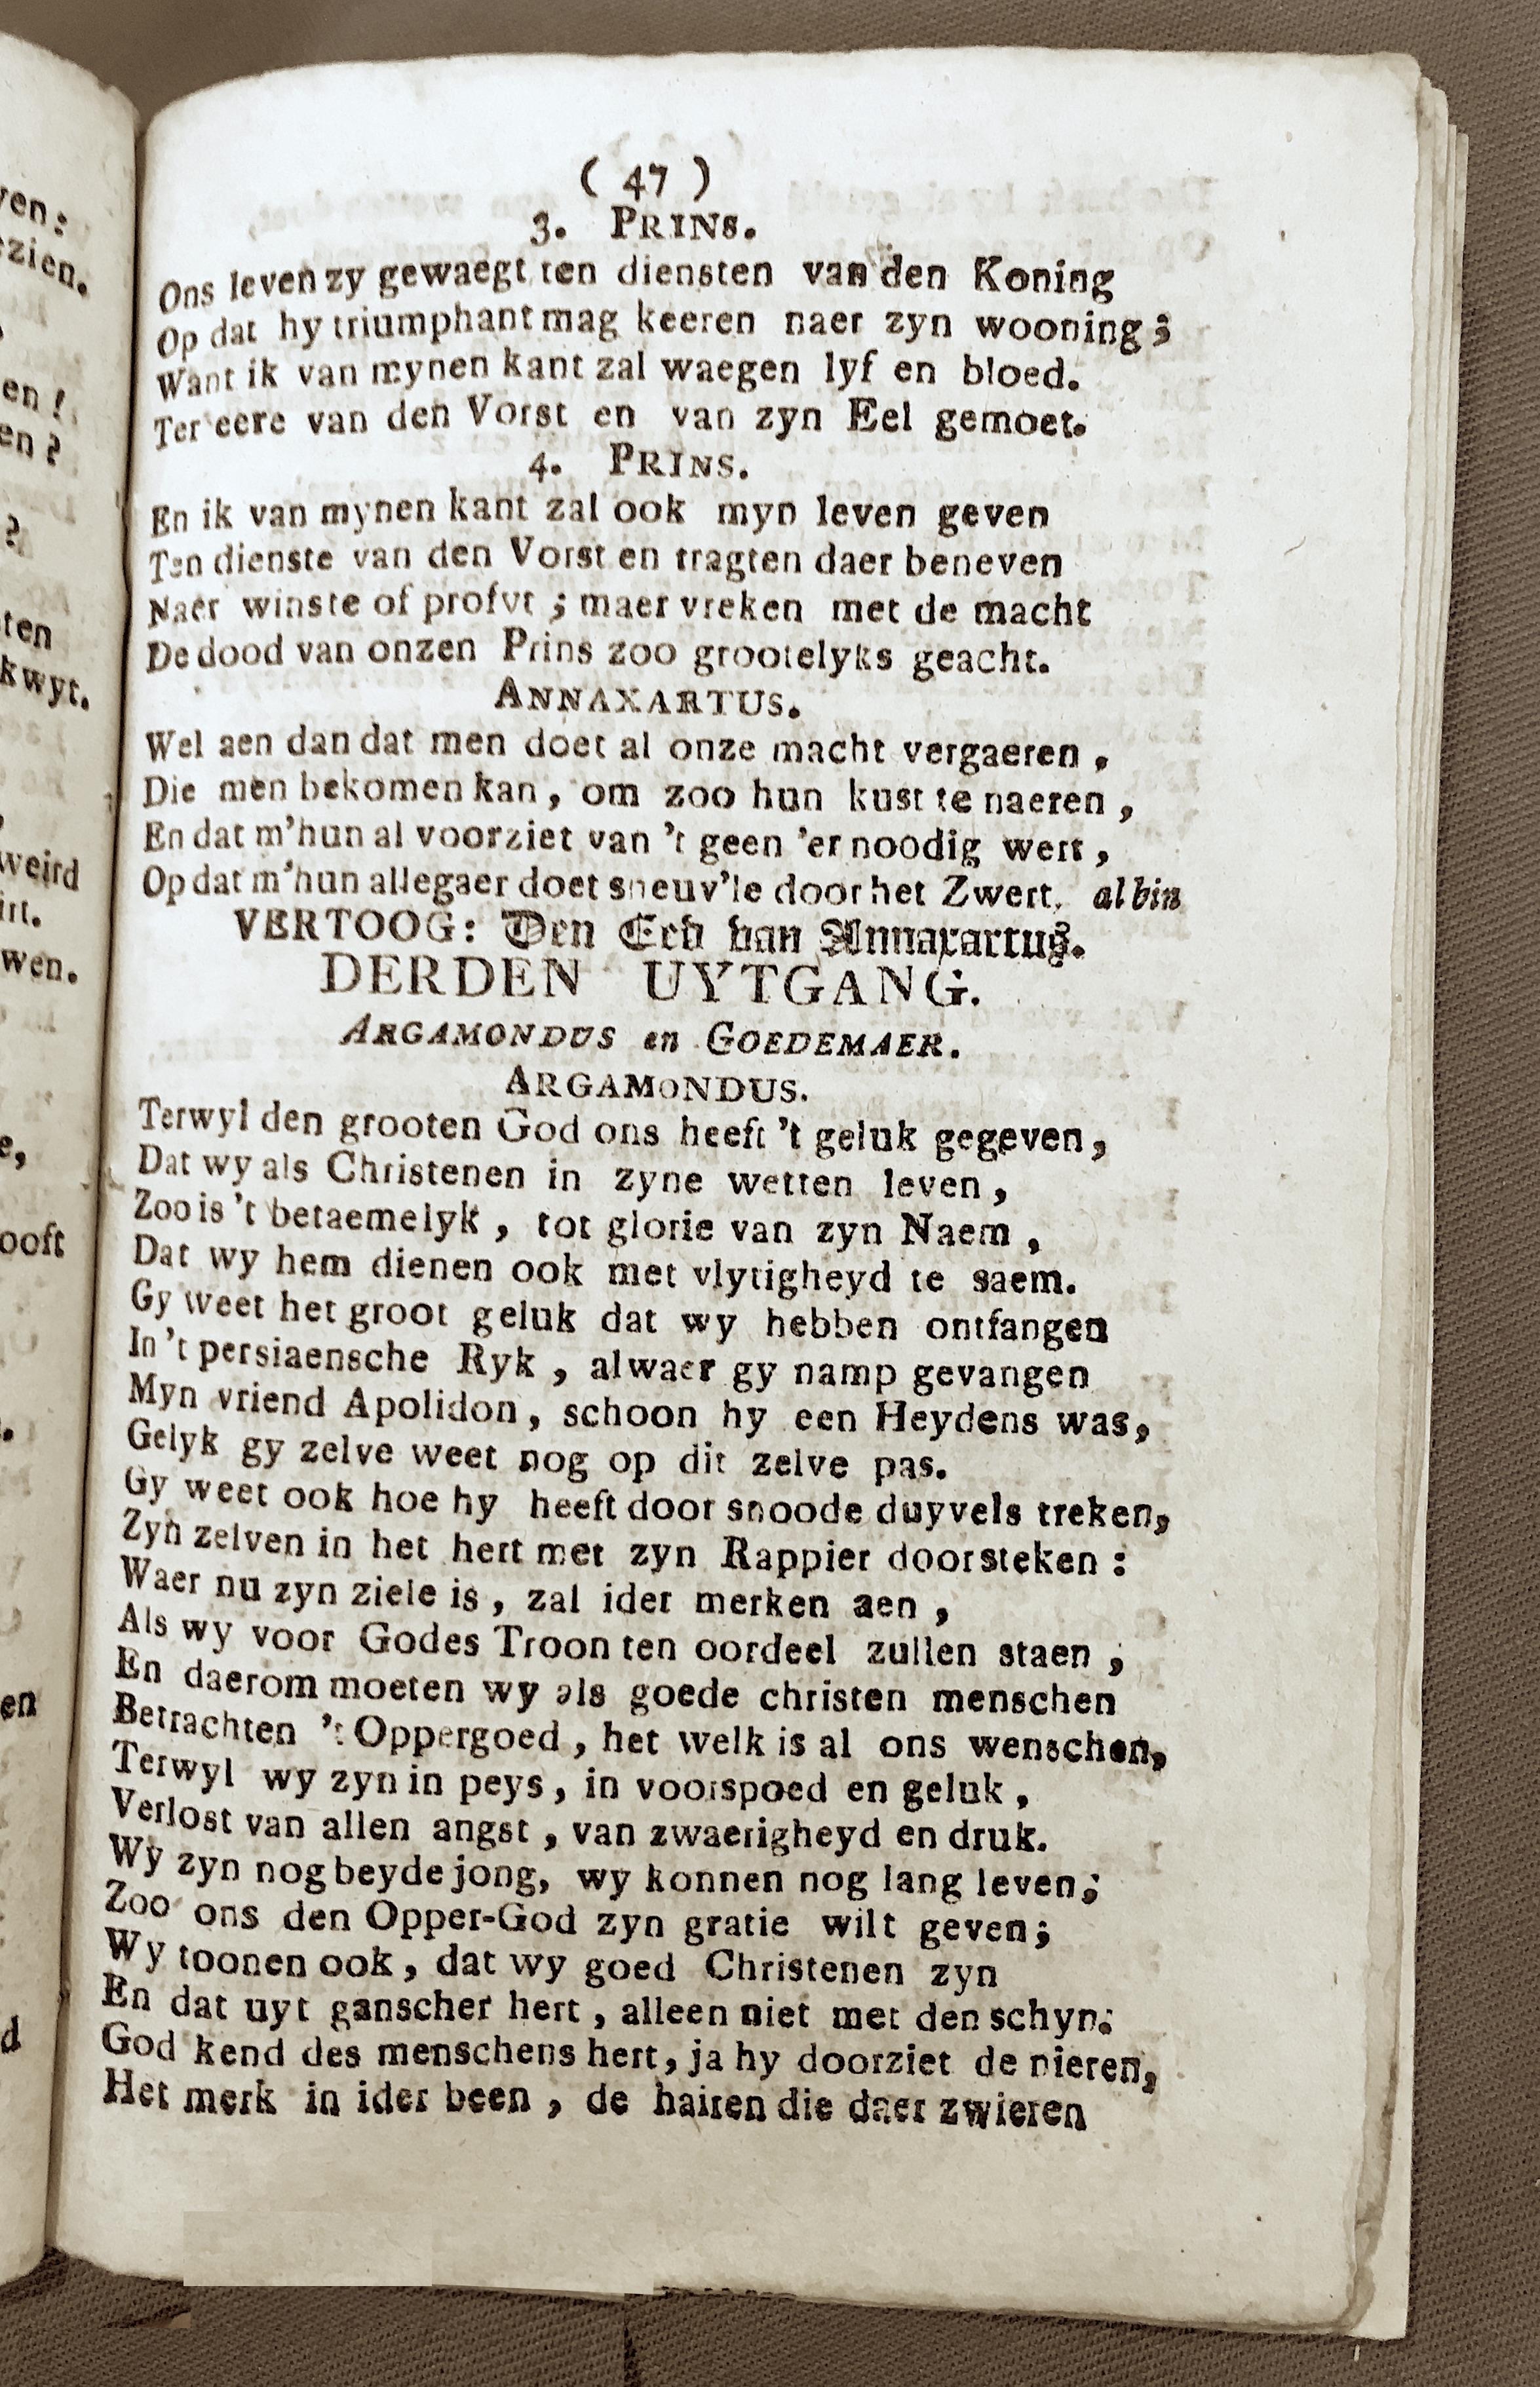 ( 47 )
3. PRINS.
Ons leven zy gewaegt ten diensten van den Koning
Op dat hy triumphant mag keeren naer zyn wooning;
Want ik van mynen kant zal waegen lyf en bloed.
Ter eere van den Vorst en van zyn Eel gemoet.
4. PRINS.
En ik van mynen kant zal ook myn leven geven
Ten dienste van den Vorst en tragten daer beneven
Naer winste of profyt; maer vreken met de macht
De dood van onzen Prins zoo grootelyks geacht.
ANNAXARTUS.
Wel aen dan dat men doet al onze macht vergaeren,
Die men bekomen kan, om zoo hun kust te naeren,
En dat m'hun al voorziet van 't geen 'er noodig wert,
Op dat m'hun allegaer doet sneuv'le door het Zwert. al bin
VERTOOG: Den Eed van Annaxartus.
DERDEN UYTGANG.
ARGAMONDUS en GOEDEMAER.
ARGAMONDUS.
Terwyl den grooten God ons heeft 't geluk gegeven,
Dat wy als Christenen in zyne wetten leven,
Zoo is 't betaemelyk, tot glorie van zyn Naem,
Dat wy hem dienen ook met vlytigheyd te saem.
Gy weet het groot geluk dat wy hebben ontfangen
In 't persiaensche Ryk, alwaer gy namp gevangen
Myn vriend Apolidon, schoon hy een Heydens was,
Gelyk gy zelve weet nog op dit zelve pas.
Gy weet ook hoe hy heeft door snoode duyvels treken,
Zyn zelven in het hert met zyn Rappier doorsteken:
Waer nu zyn ziele is, zal ider merken aen,
Als wy voor Godes Troon ten oordeel zullen staen;
En daerom moeten wy als goede christen menschen
Betrachten 't Oppergoed, het welk is al ons wenschen,
Terwyl wy zyn in peys, in voorspoed en geluk,
Verlost van allen angst, van zwaerigheyd en druk.
Wy zyn nog beyde jong, wy konnen nog lang leven;
Zoo ons den Opper-God zyn gratie wilt geven;
Wy toonen ook, dat wy goed Christenen zyn
En dat uyt ganscher hert, alleen niet met den schyn:
God kend des menschens hert, ja hy doorziet de nieren,
Het merk in ider been, de hairen die daer zwieren